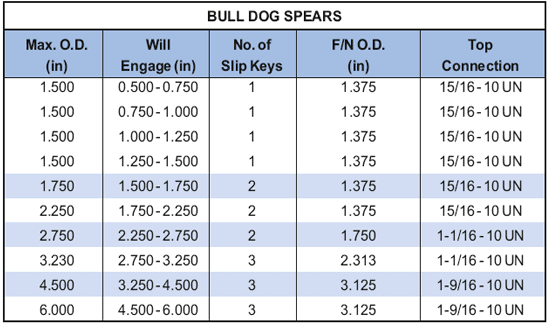 BULL DOG SPEARS
Max. O.D. (in) Will Engage (in) No. of Slip Keys F/N O.D. (in) Top Connection
1.500 0.500-0.750 1 1.375 15/16-10 UN
1.500 0.750-1.000 1 1.375 15/16-10 UN
1.500 1.000-1.250 1 1.375 15/16-10 UN
1.500 1.250-1.500 1 1.375 15/16-10 UN
1.750 1.500-1.750 2 1.375 15/16-10 UN
2.250 1.750-2.250 2 1.375 15/16-10 UN
2.750 2.250-2.750 2 1.750 1-1/16-10 UN
3.230 2.750-3.250 3 2.313 1-1/16-10 UN
4.500 3.250-4.500 3 3.125 1-9/16-10 UN
6.000 4.500-6.000 3 3.125 1-9/16-10 UN